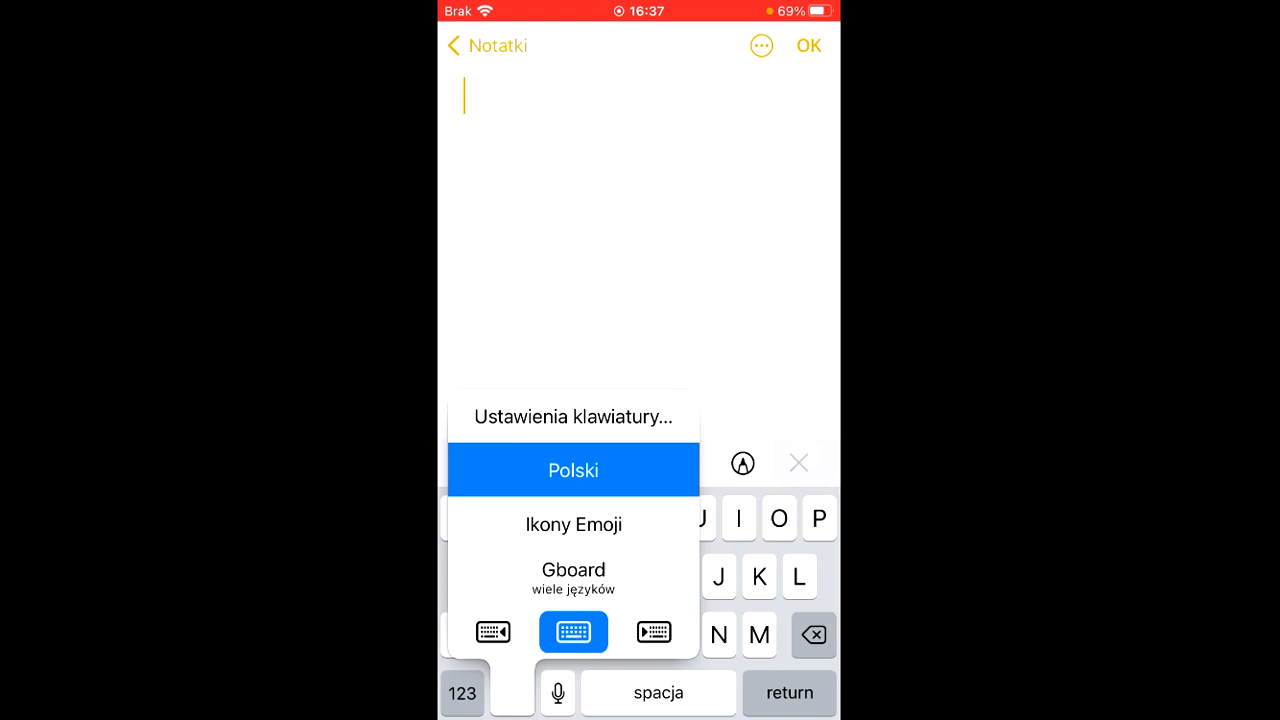 Brak 16:37 69%
Notatki OK
Ustawienia klawiatury...
Polski
Ikony Emoji
Gboard
wiele języków
U I O P
J K L
N M
123 spacja return